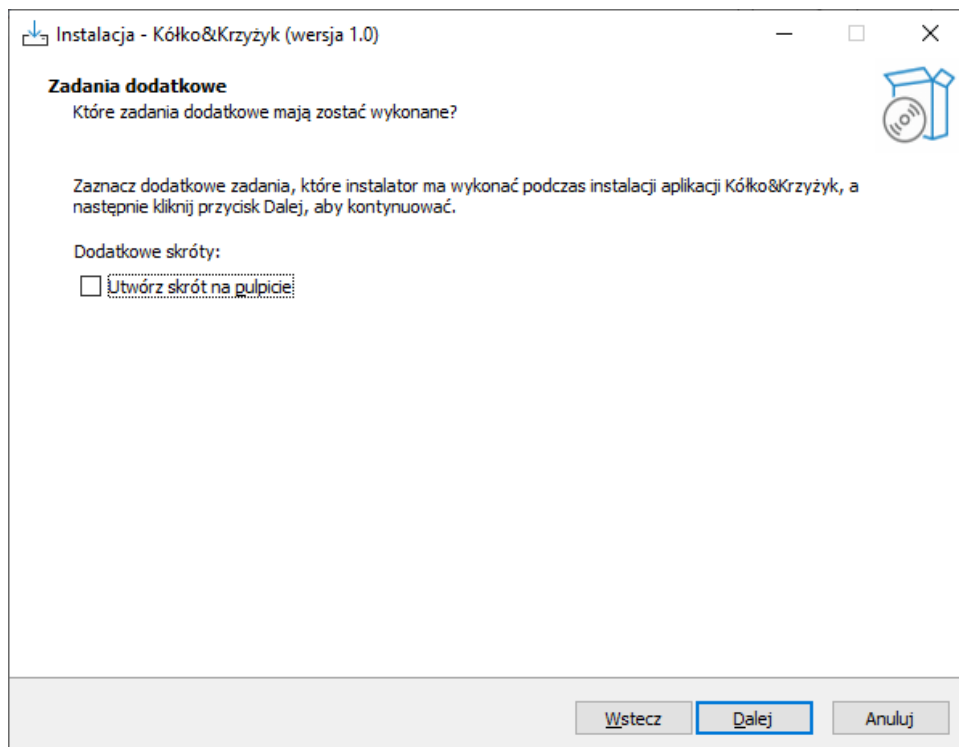 Instalacja - Kółko&Krzyżyk (wersja 1.0)
Zadania dodatkowe
Które zadania dodatkowe mają zostać wykonane?
Zaznacz dodatkowe zadania, które instalator ma wykonać podczas instalacji aplikacji Kółko&Krzyżyk, a
następnie kliknij przycisk Dalej, aby kontynuować.
Dodatkowe skróty:
Utwórz skrót na pulpicie
Wstecz Dalej Anuluj